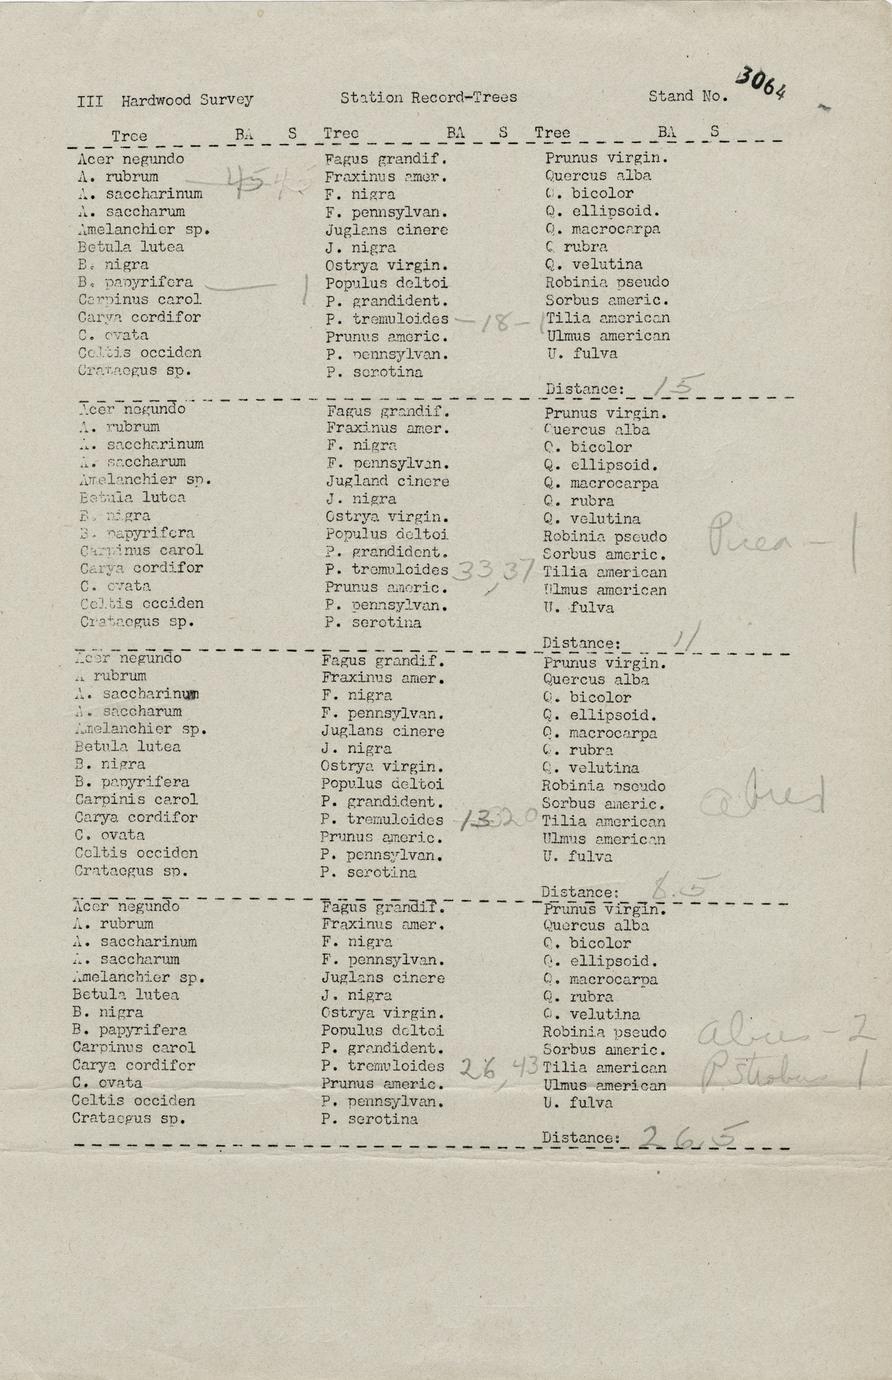 III Hardwood Survey Station Record-Trees Stand No. 3064
Tree BA S Tree BA S Tree BA S
Acer negundo Fagus grandif. Prunus virgin.
A. rubrum 45 Fraxinus amer. Quercus alba
A. saccharinum F. nigra Q. bicolor
A. saccharum F. pennsylvan. Q. ellipsoid.
Amelanchier sp. Juglans cinere Q. macrocarpa
Betula lutea J. nigra Q rubra
B. nigra Ostrya virgin. Q. velutina
B. papyrifera — 1 Populus deltoi Robinia pseudo
Carpinus carol P. grandident. Sorbus americ.
Carya cordifor P. tremuloides - 18 - 1 Tilia american
C. ovata Prunus americ. Ulmus american
Celtis occiden P. pennsylvan. U. fulva
Crataegus sp. P. serotina
Distance: 15
Acer negundo Fagus grandif. Prunus virgin.
A. rubrum Fraxinus amer. Quercus alba
A. saccharinum F. nigra Q. bicolor
A. saccharum F. pennsylvan. Q. ellipsoid.
Amelanchier sp. Jugland cinere Q. macrocarpa
Betula lutea J. nigra Q. rubra
B. nigra Ostrya virgin. Q. velutina
B. papyrifera Populus deltoi Robinia pseudo Picea - 1
Carpinus carol P. grandident. Sorbus americ.
Carya cordifor P. tremuloides 33 37 Tilia american
C. ovata Prunus americ. Ulmus american
Celtis occiden P. pennsylvan. U. fulva
Crataegus sp. P. serotina
Distance: 11
Acer negundo Fagus grandif. Prunus virgin.
A rubrum Fraxinus amer. Quercus alba
A. saccharinum F. nigra Q. bicolor
A. saccharum F. pennsylvan. Q. ellipsoid.
Amelanchier sp. Juglans cinere Q. macrocarpa
Betula lutea J. nigra Q. rubra
B. nigra Ostrya virgin. Q. velutina
B. papyrifera Populus deltoi Robinia pseudo
Carpinis carol P. grandident. Sorbus americ. abies 1
Carya cordifor P. tremuloides 13 20 Tilia american
C. ovata Prunus americ. Ulmus american
Celtis occiden P. pennsylvan. U. fulva
Crataegus sp. P. serotina
Distance: 8.5
Acer negundo Fagus grandif. Prunus virgin.
A. rubrum Fraxinus amer. Quercus alba
A. saccharinum F. nigra Q. bicolor
A. saccharum F. pennsylvan. Q. ellipsoid.
Amelanchier sp. Juglans cinere Q. macrocarpa
Betula lutea J. nigra Q. rubra
B. nigra Ostrya virgin. Q. velutina
B. papyrifera Populus deltoi Robinia pseudo abies - 2
Carpinus carol P. grandident. Sorbus americ.
Carya cordifor P. tremuloides 26, 43 Tilia american P. Strobus 1
C. ovata Prunus americ. Ulmus american
Celtis occiden P. pennsylvan. U. fulva
Crataegus sp. P. serotina
Distance: 26.5